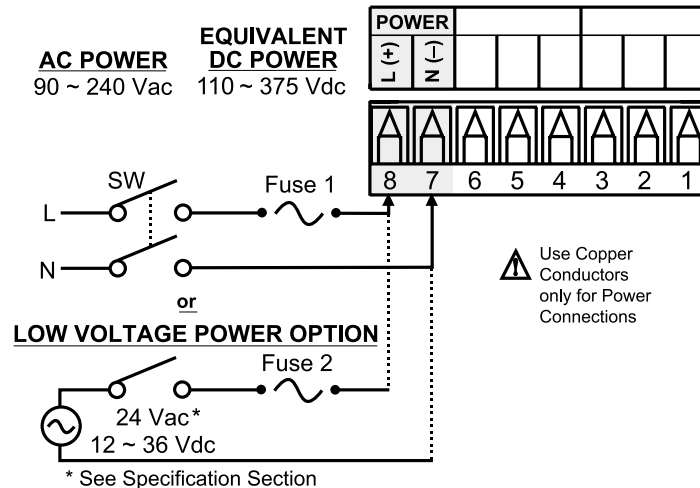 POWER
L (+)
N (−)
AC POWER
90 ~ 240 Vac
EQUIVALENT
DC POWER
110 ~ 375 Vdc
8 7 6 5 4 3 2 1
SW
Fuse 1
L
N
Use Copper
Conductors
only for Power
Connections
or
LOW VOLTAGE POWER OPTION
Fuse 2
24 Vac*
12 ~ 36 Vdc
* See Specification Section